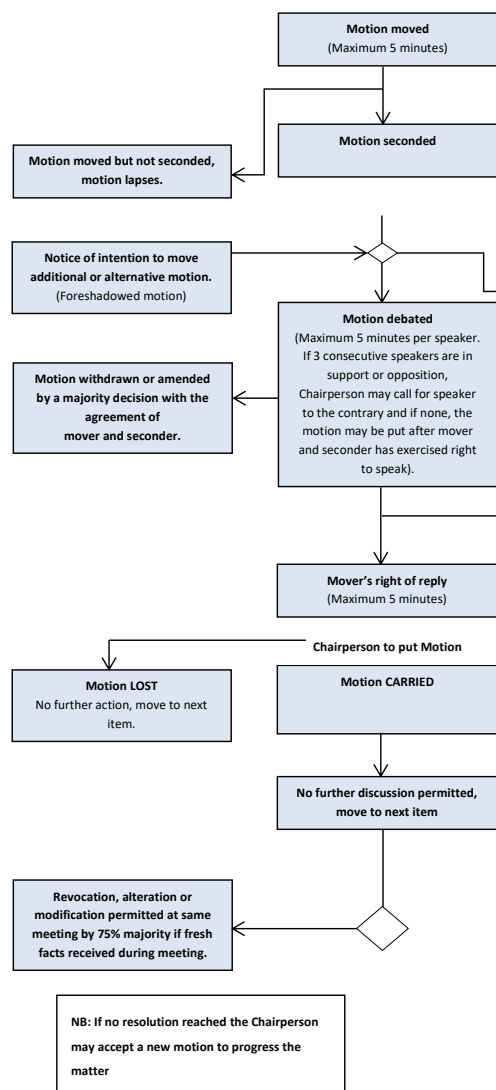 Motion moved
(Maximum 5 minutes)
Motion seconded
Motion moved but not seconded,
motion lapses.
Notice of intention to move
additional or alternative motion.
(Foreshadowed motion)
Motion debated
(Maximum 5 minutes per speaker.
If 3 consecutive speakers are in
support or opposition,
Chairperson may call for speaker
to the contrary and if none, the
motion may be put after mover
and seconder has exercised right
to speak).
Motion withdrawn or amended
by a majority decision with the
agreement of
mover and seconder.
Mover’s right of reply
(Maximum 5 minutes)
Chairperson to put Motion
Motion LOST
No further action, move to next
item.
Motion CARRIED
No further discussion permitted,
move to next item
Revocation, alteration or
modification permitted at same
meeting by 75% majority if fresh
facts received during meeting.
NB: If no resolution reached the Chairperson
may accept a new motion to progress the
matter